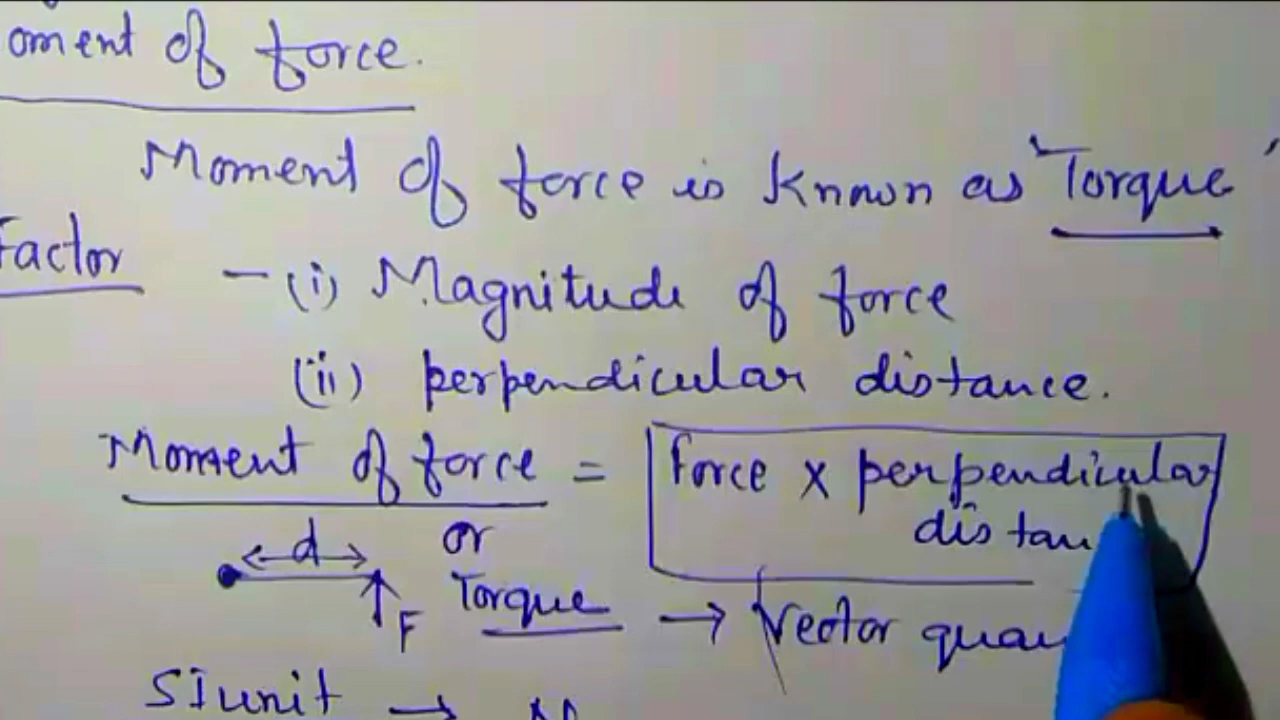 oment of force.
Moment of force is known as 'Torque'
Factor - (i) Magnitude of force
(ii) perpendicular distance.
Moment of force = Force x perpendicular
distan
d or
F Torque → Vector quan
SI unit → N